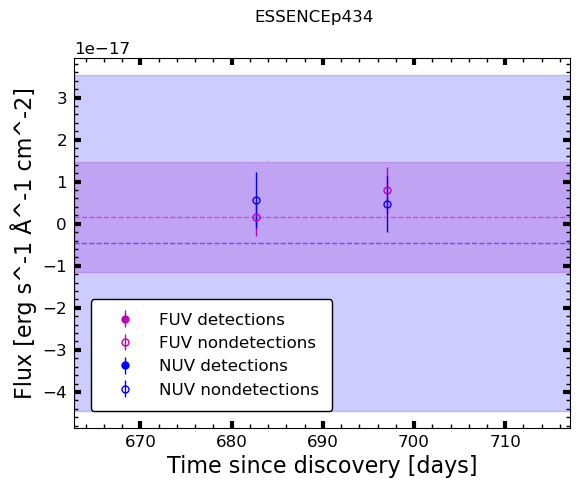 ESSENCEp434
1e−17
3
2
1
0
−1
−2
−3
−4
Flux [erg s^-1 Å^-1 cm^-2]
FUV detections
FUV nondetections
NUV detections
NUV nondetections
670
680
690
700
710
Time since discovery [days]